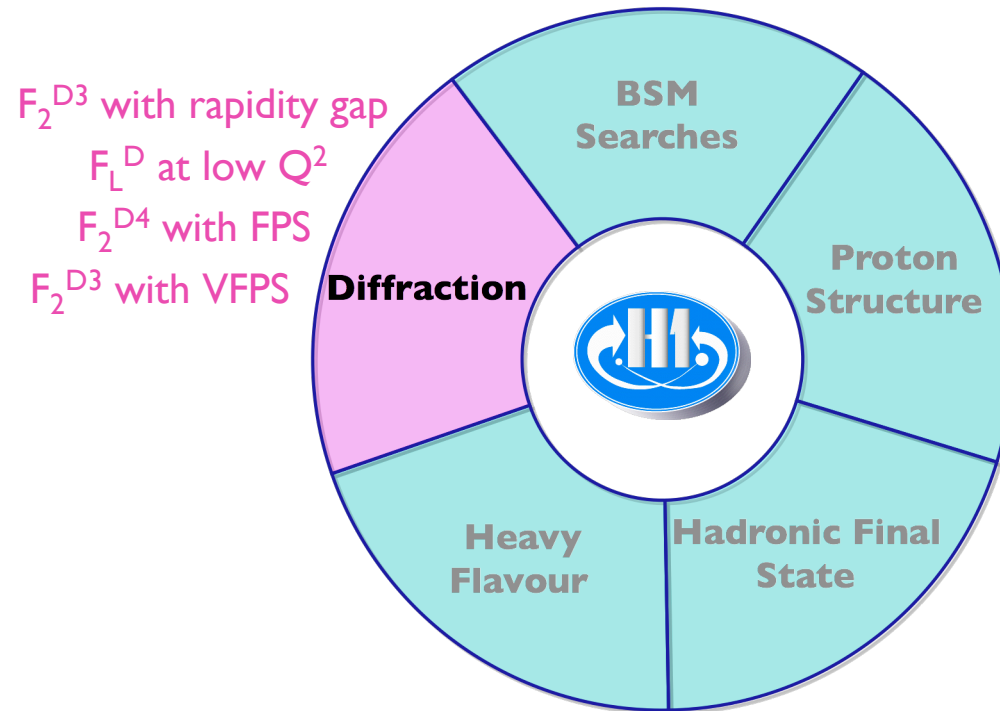 F₂ᴰ³ with rapidity gap
F_Lᴰ at low Q²
F₂ᴰ⁴ with FPS
F₂ᴰ³ with VFPS
Diffraction
BSM
Searches
Proton
Structure
Hadronic Final
State
Heavy
Flavour
H1